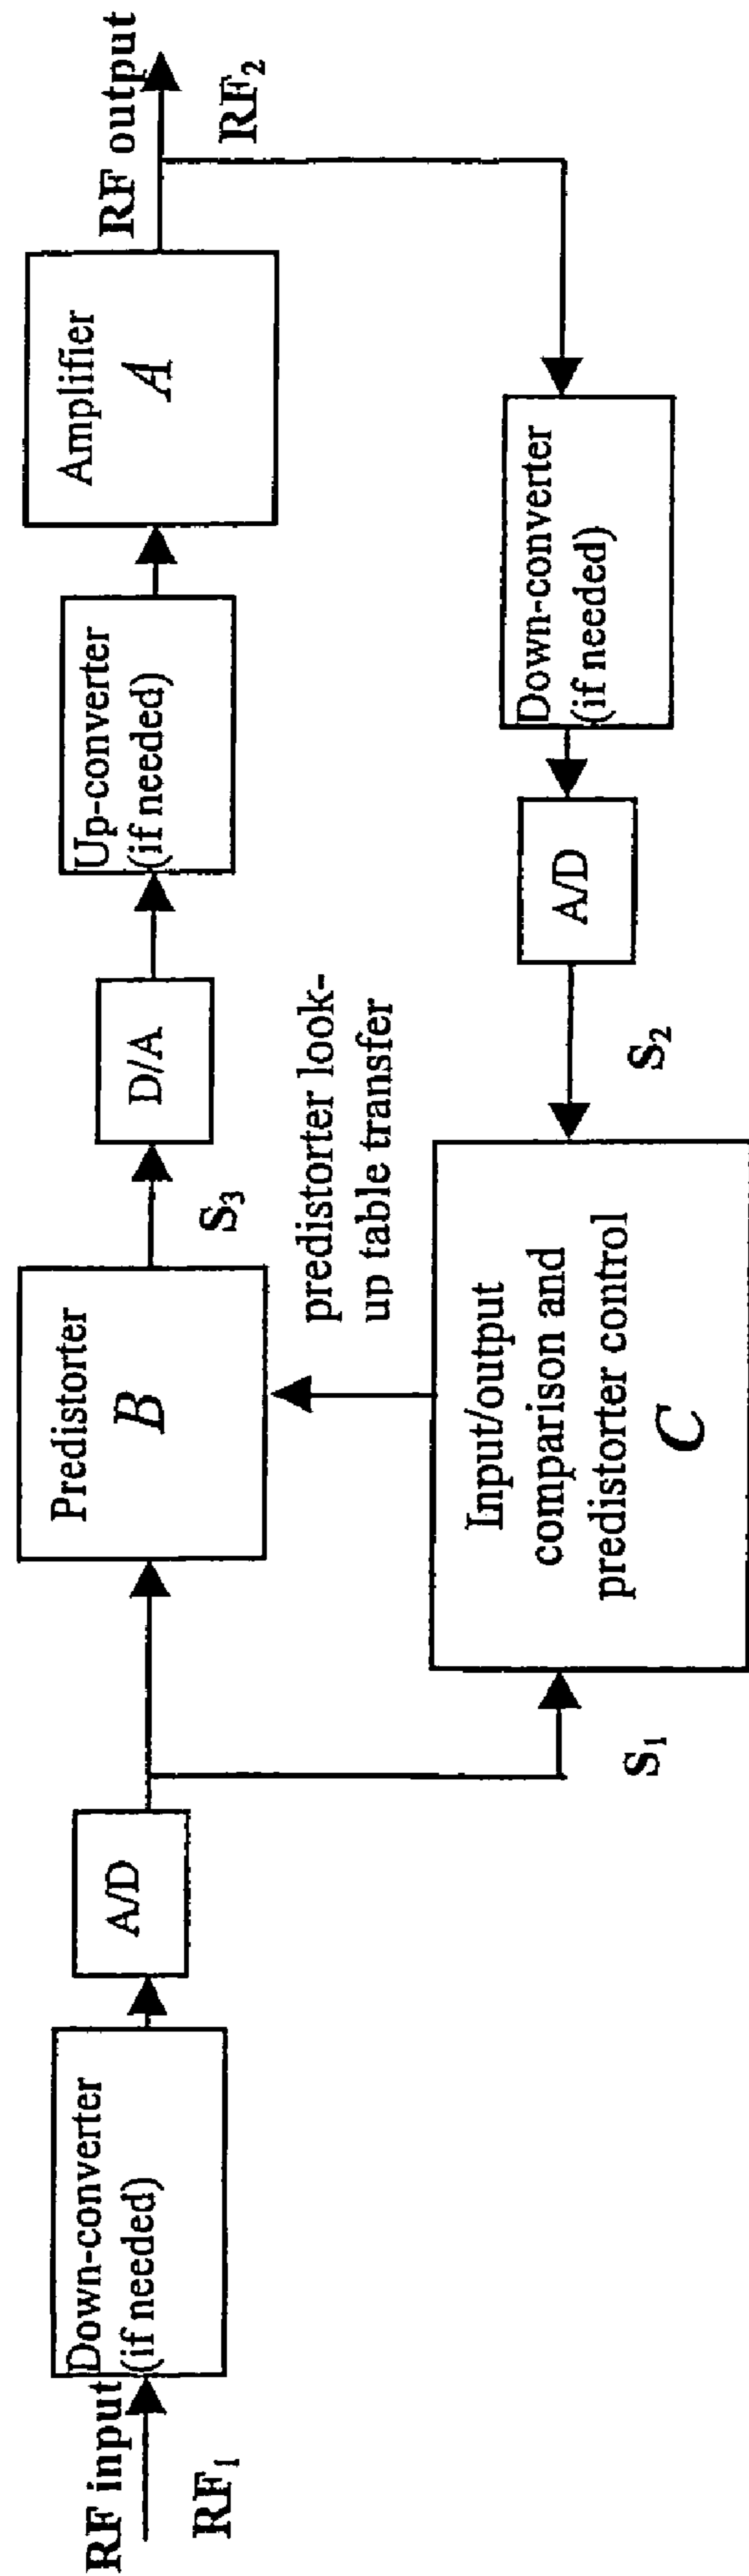 RF input
RF₁
Down-converter
(if needed)
A/D
S₁
Predistorter
B
S₃
D/A
Up-converter
(if needed)
Amplifier
A
RF output
RF₂
predistorter look-
up table transfer
Input/output
comparison and
predistorter control
C
S₂
A/D
Down-converter
(if needed)